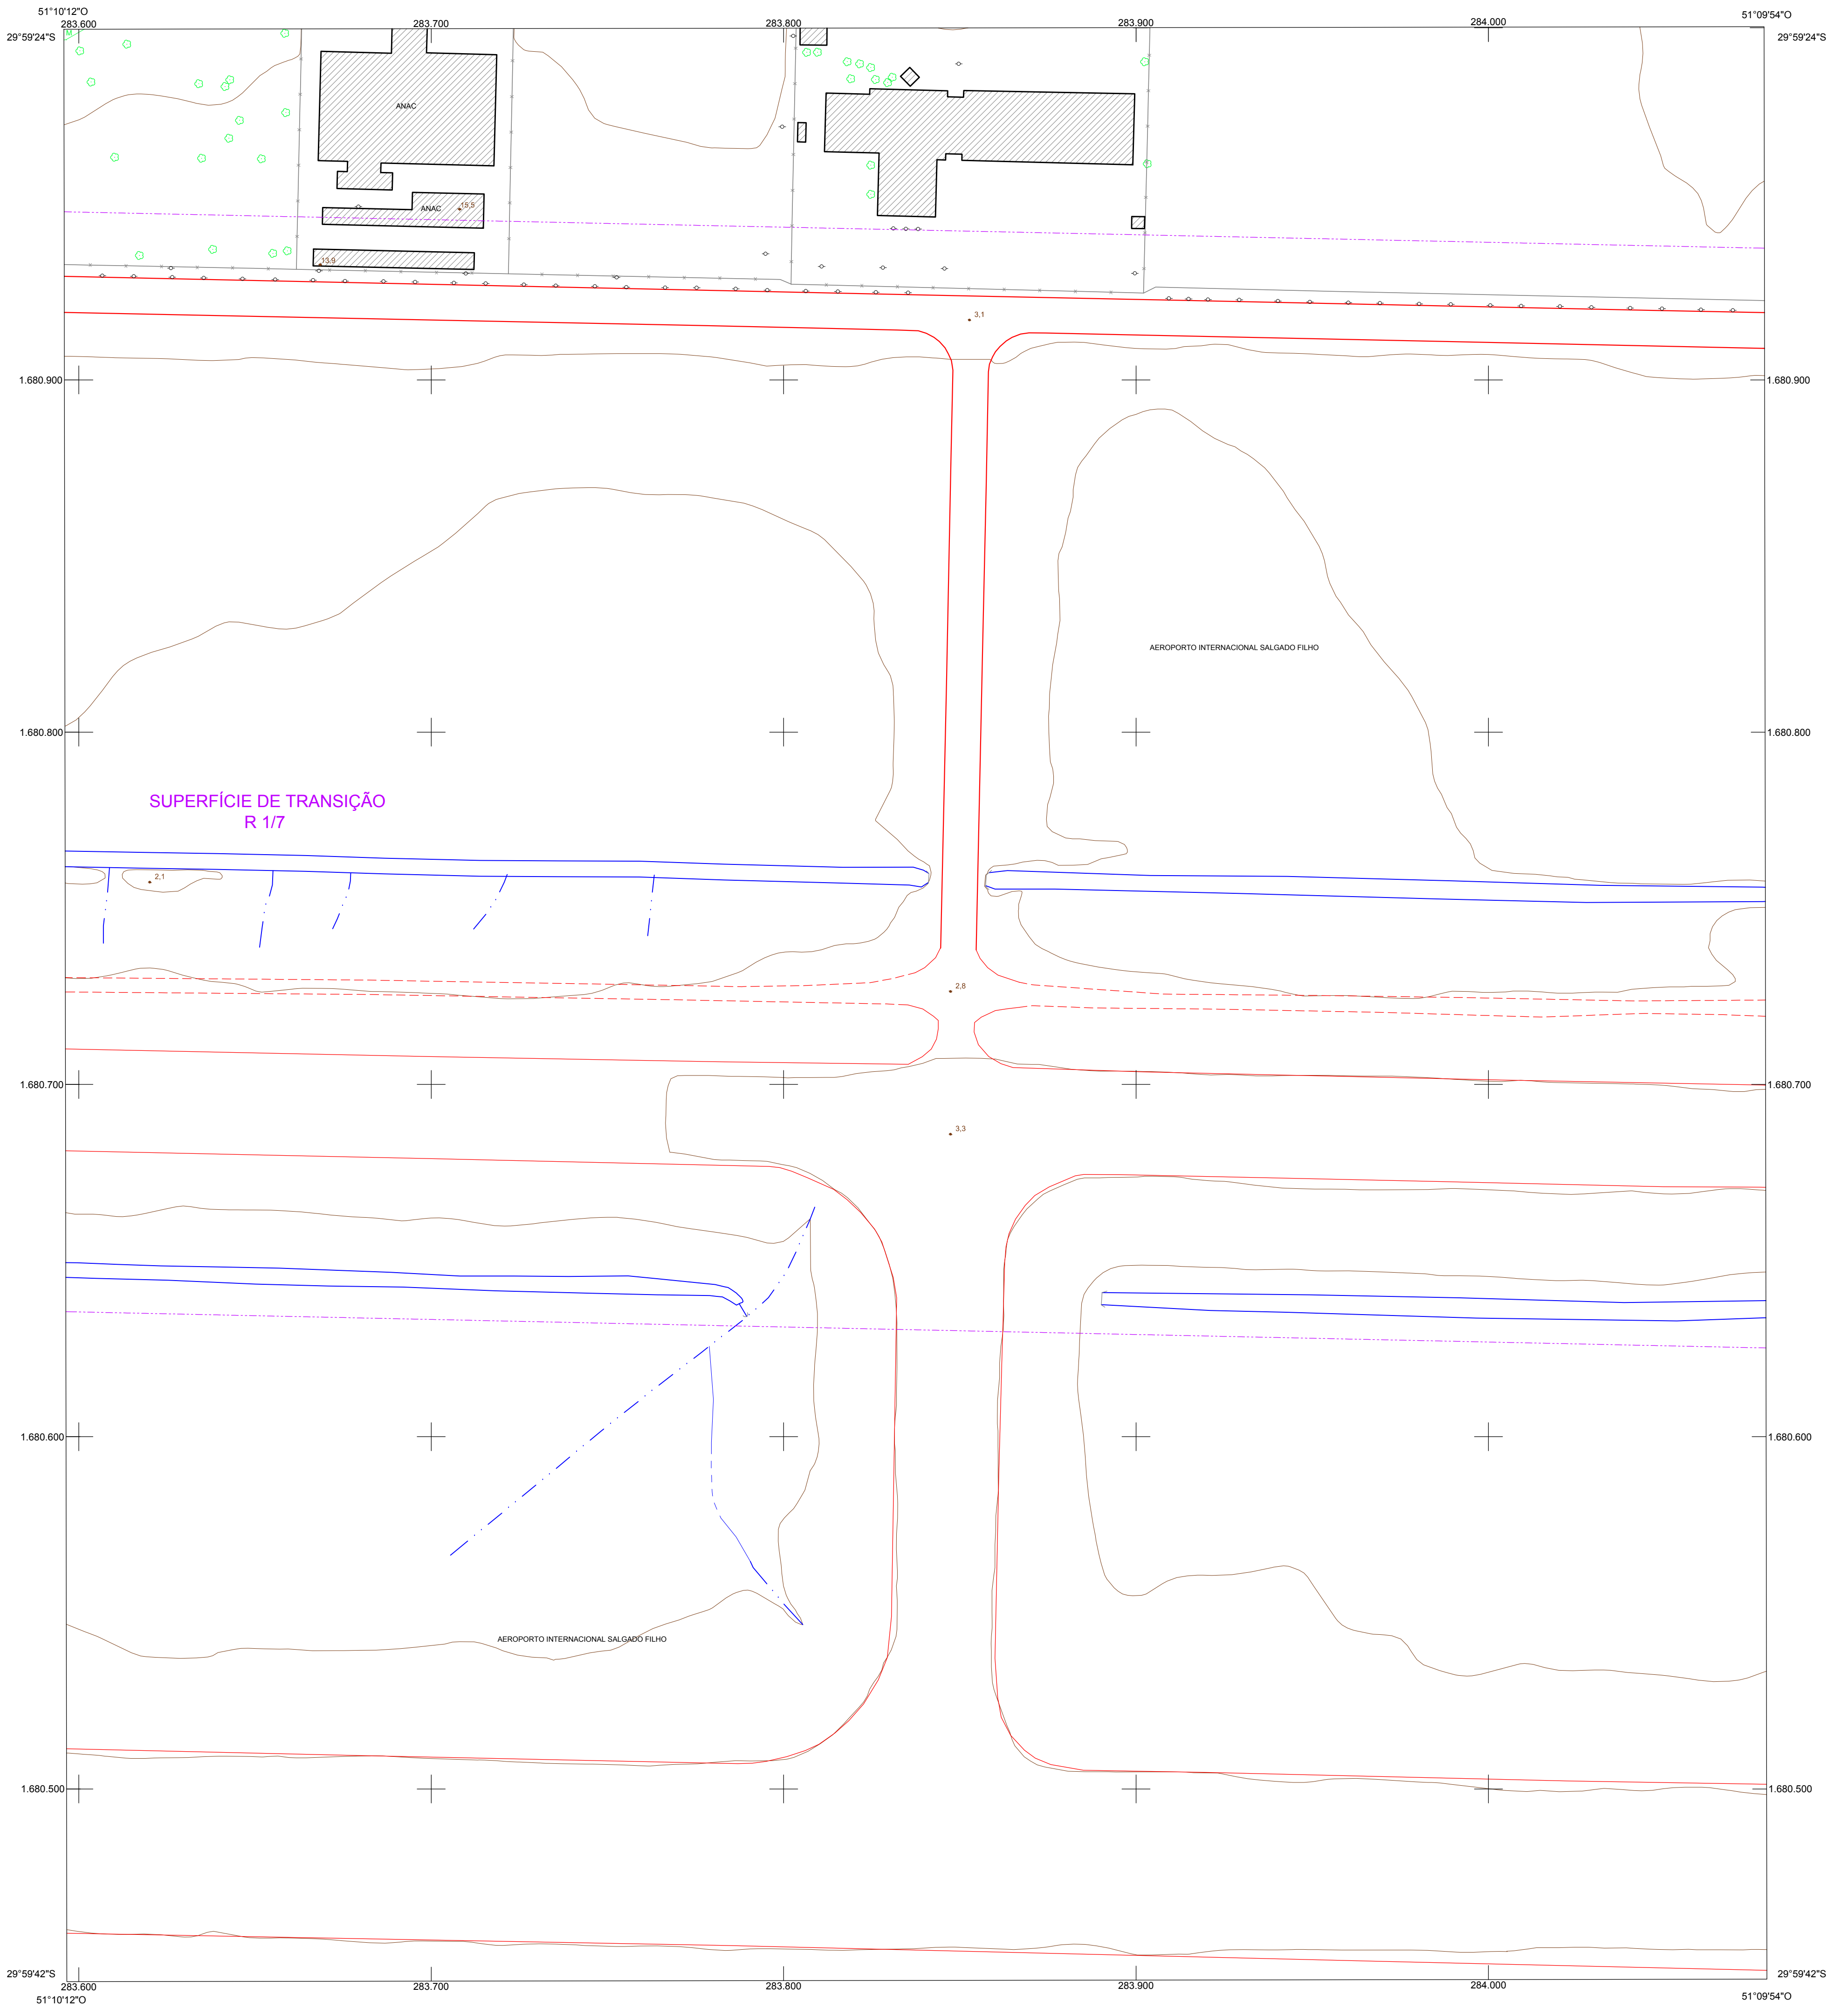 51°10'12"O
51°09'54"O
283.600
283.700
283.800
283.900
284.000
29°59'24"S
29°59'24"S
M
ANAC
ANAC
15,5
13,9
3,1
1.680.900
1.680.900
AEROPORTO INTERNACIONAL SALGADO FILHO
1.680.800
1.680.800
SUPERFÍCIE DE TRANSIÇÃO
R 1/7
2,1
2,8
1.680.700
1.680.700
3,3
1.680.600
1.680.600
AEROPORTO INTERNACIONAL SALGADO FILHO
1.680.500
1.680.500
29°59'42"S
29°59'42"S
283.600
283.700
283.800
283.900
284.000
51°10'12"O
51°09'54"O